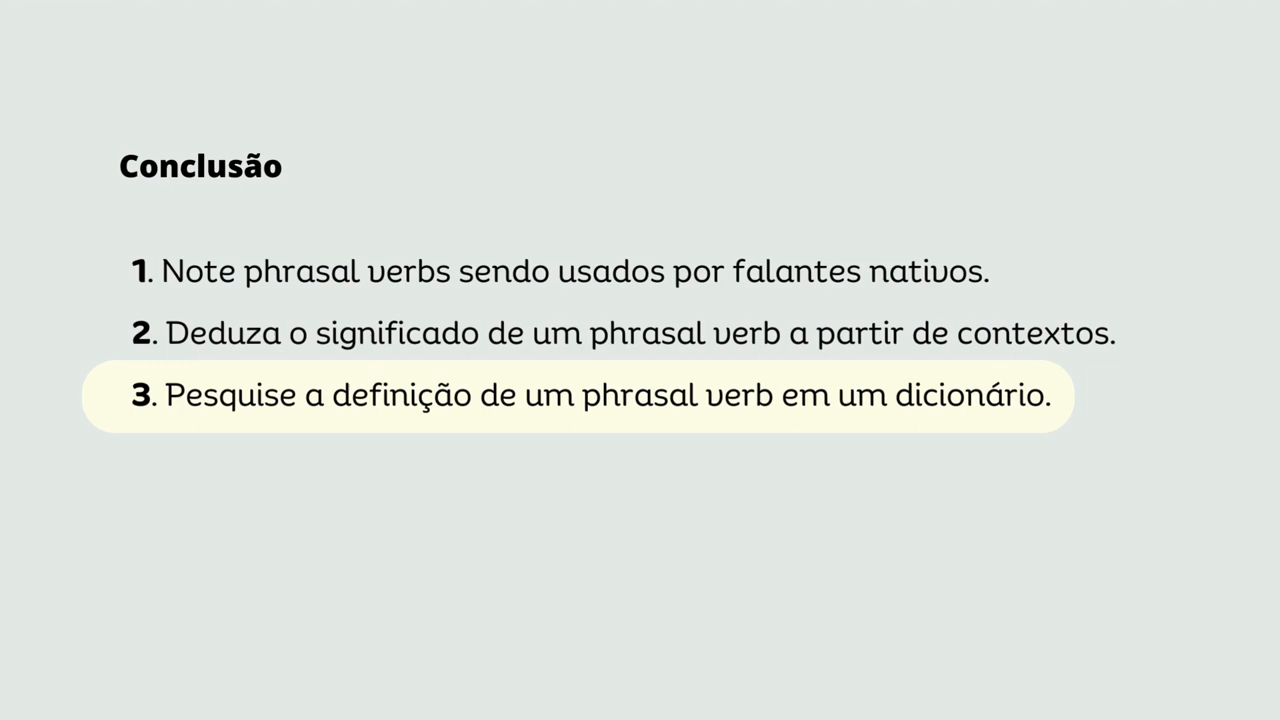 Conclusão
1. Note phrasal verbs sendo usados por falantes nativos.
2. Deduza o significado de um phrasal verb a partir de contextos.
3. Pesquise a definição de um phrasal verb em um dicionário.